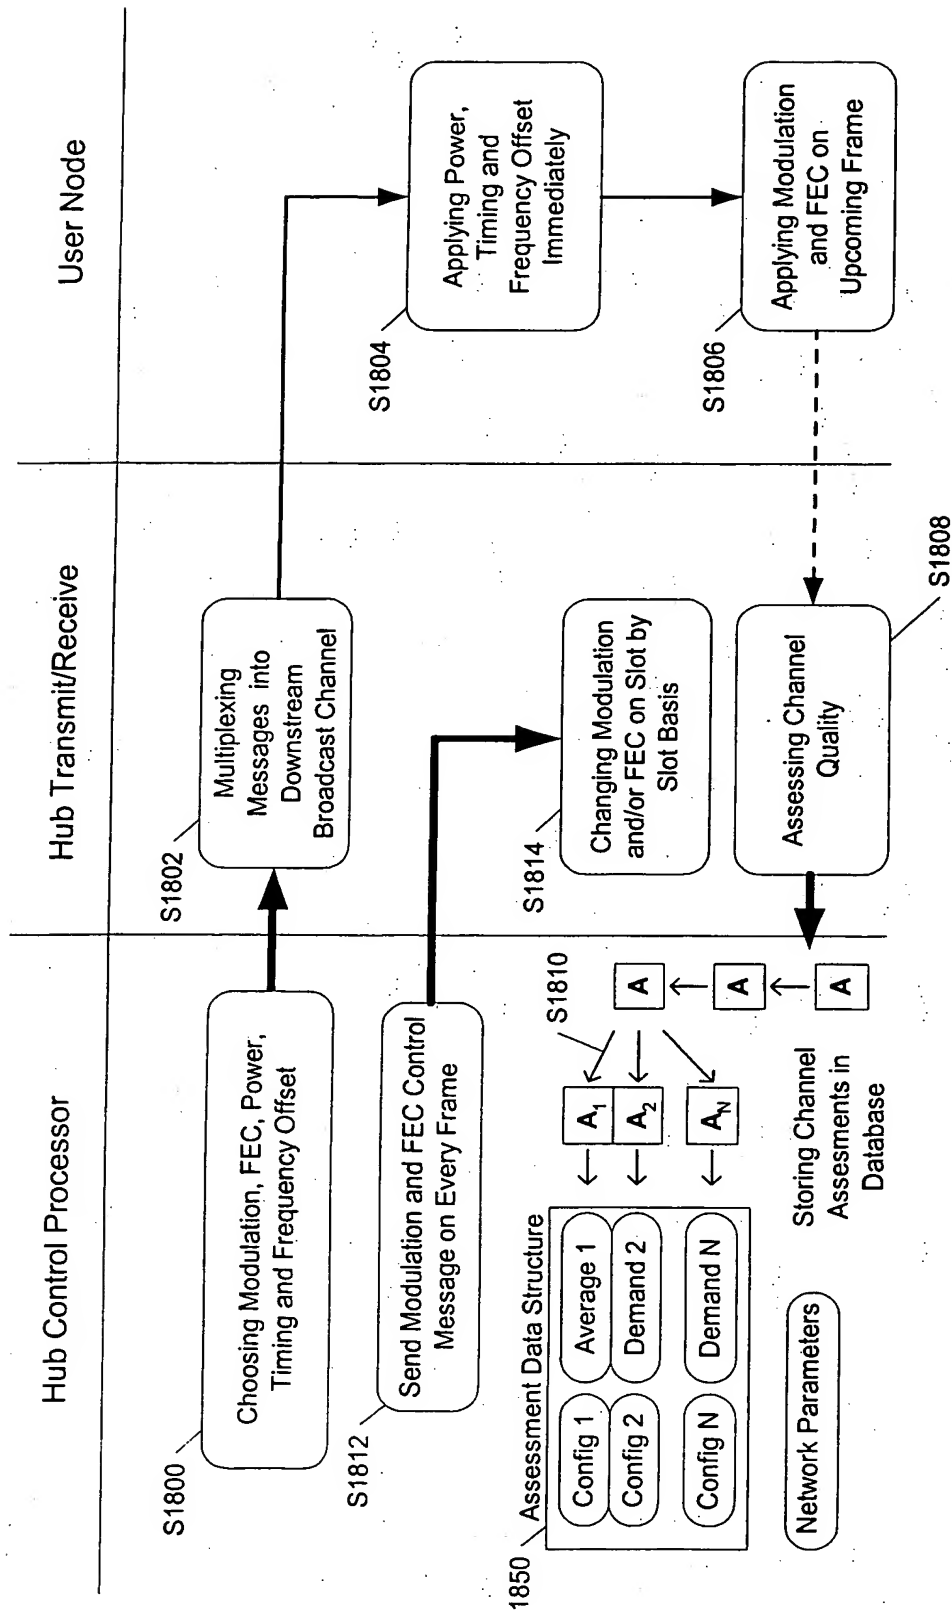 Hub Control Processor
Hub Transmit/Receive
User Node
S1800
Choosing Modulation, FEC, Power,
Timing and Frequency Offset
S1802
Multiplexing
Messages into
Downstream
Broadcast Channel
S1804
Applying Power,
Timing and
Frequency Offset
Immediately
S1812
Send Modulation and FEC Control
Message on Every Frame
S1814
Changing Modulation
and/or FEC on Slot by
Slot Basis
S1806
Applying Modulation
and FEC on
Upcoming Frame
S1808
Assessing Channel
Quality
1850
Assessment Data Structure
Config 1
Average 1
A1
Config 2
Demand 2
A2
Config N
Demand N
AN
S1810
A
A
A
Network Parameters
Storing Channel
Assesments in
Database